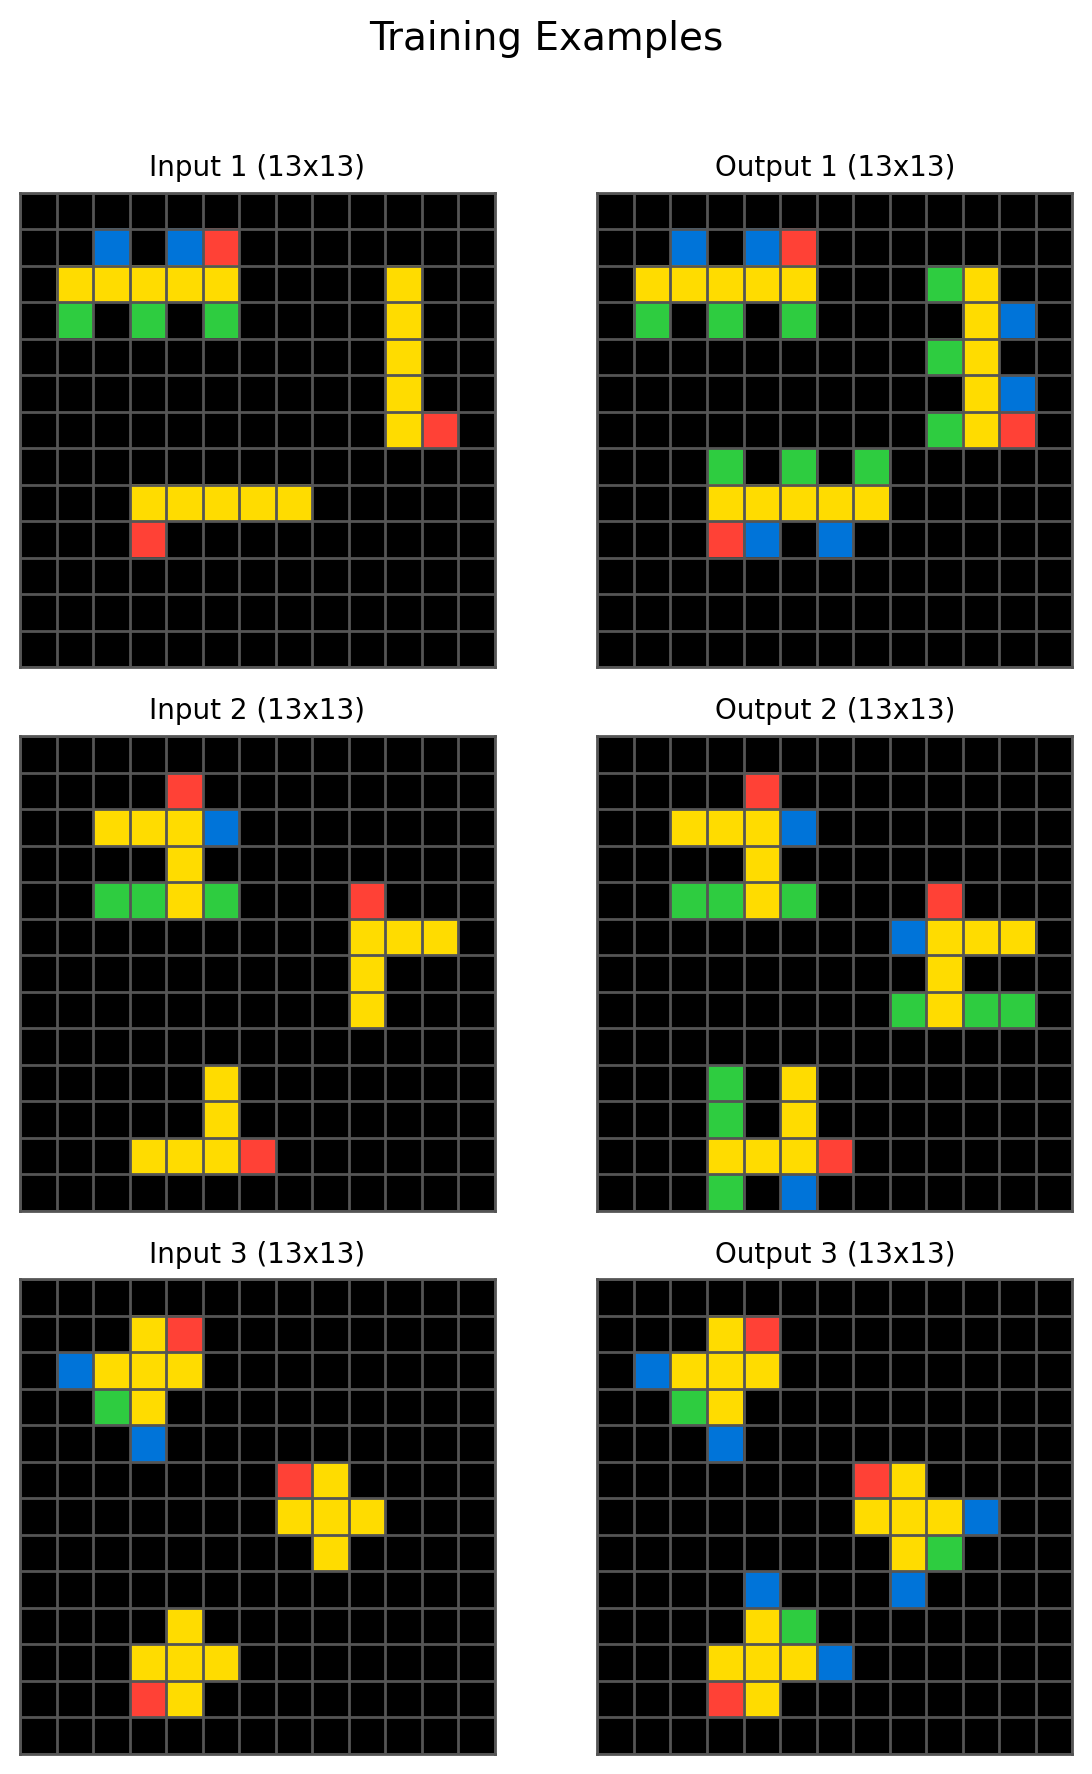 Training Examples
Input 1 (13x13)
Output 1 (13x13)
Input 2 (13x13)
Output 2 (13x13)
Input 3 (13x13)
Output 3 (13x13)